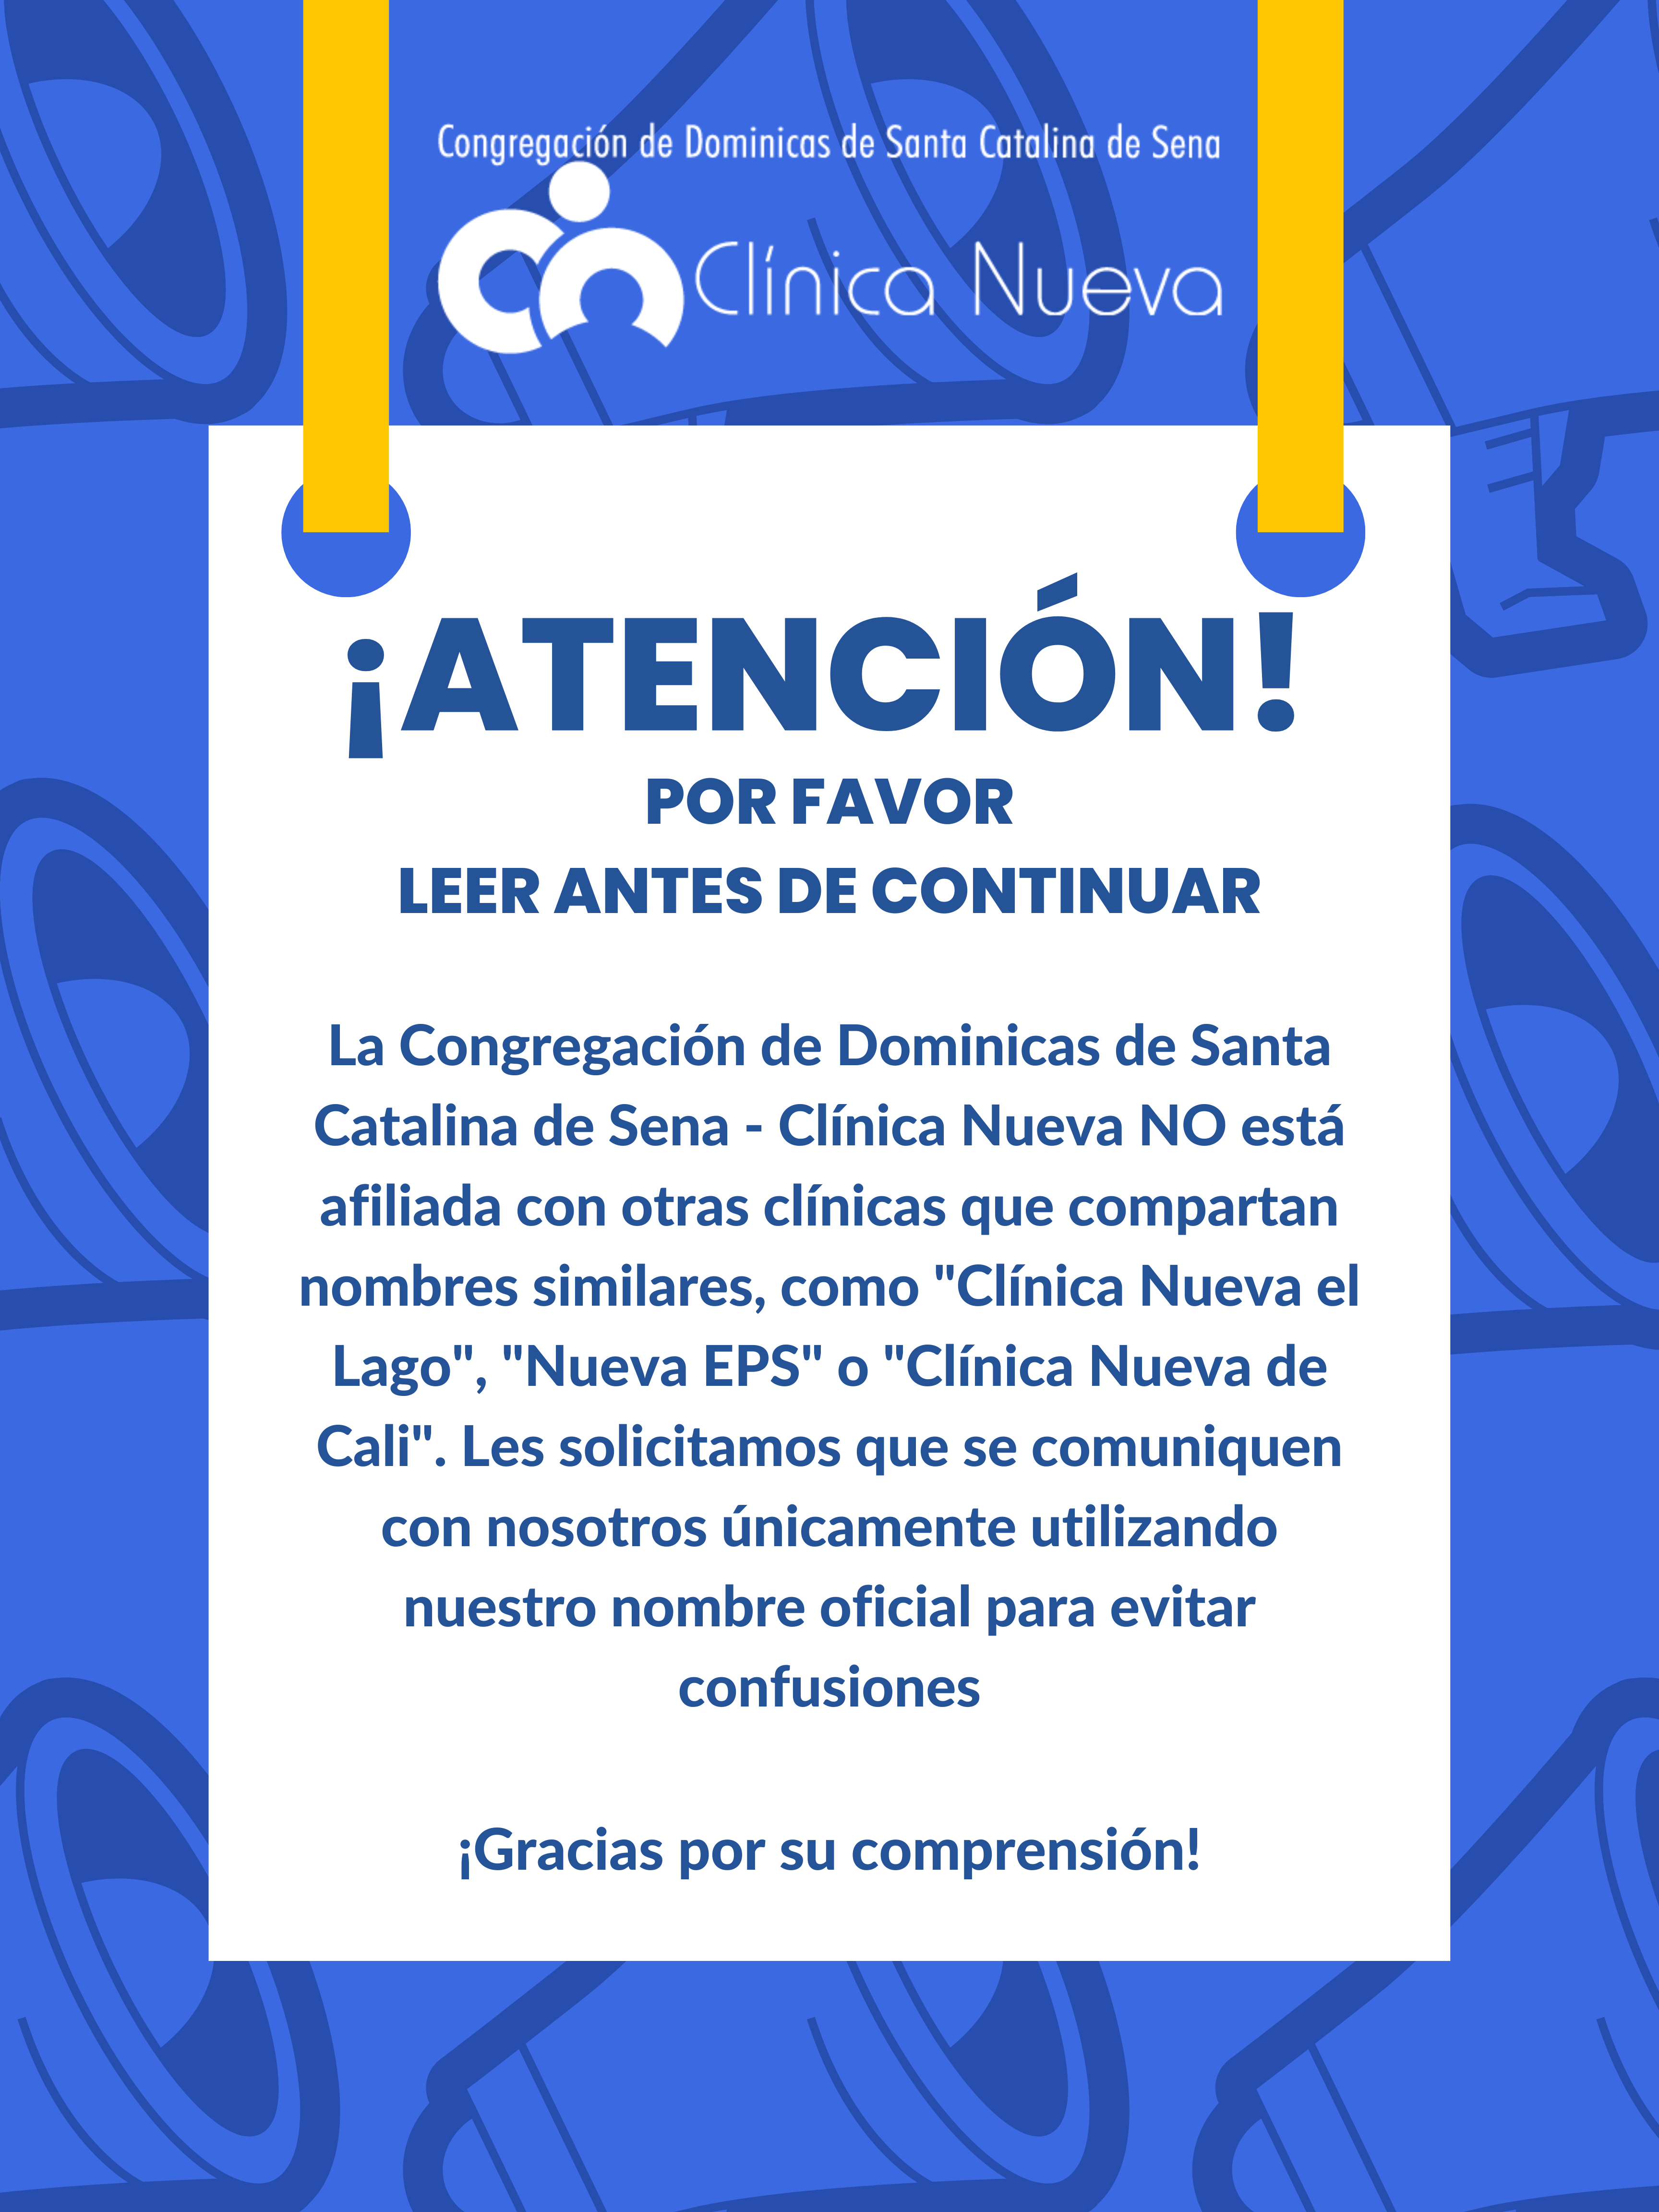 Congregación de Dominicas de Santa Catalina de Sena
Clínica Nueva
¡ATENCIÓN!
POR FAVOR
LEER ANTES DE CONTINUAR
La Congregación de Dominicas de Santa
Catalina de Sena - Clínica Nueva NO está
afiliada con otras clínicas que compartan
nombres similares, como "Clínica Nueva el
Lago", "Nueva EPS" o "Clínica Nueva de
Cali". Les solicitamos que se comuniquen
con nosotros únicamente utilizando
nuestro nombre oficial para evitar
confusiones
¡Gracias por su comprensión!